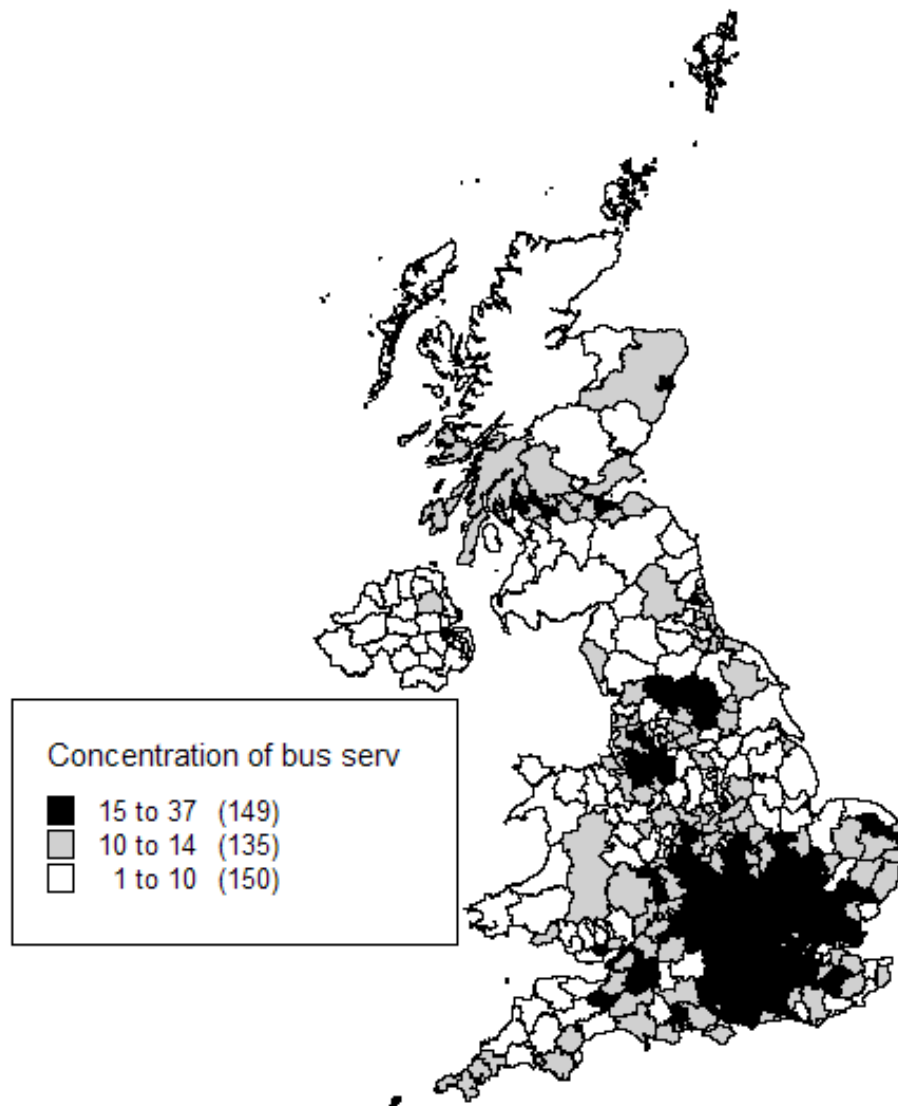 Concentration of bus serv
15 to 37 (149)
10 to 14 (135)
1 to 10 (150)